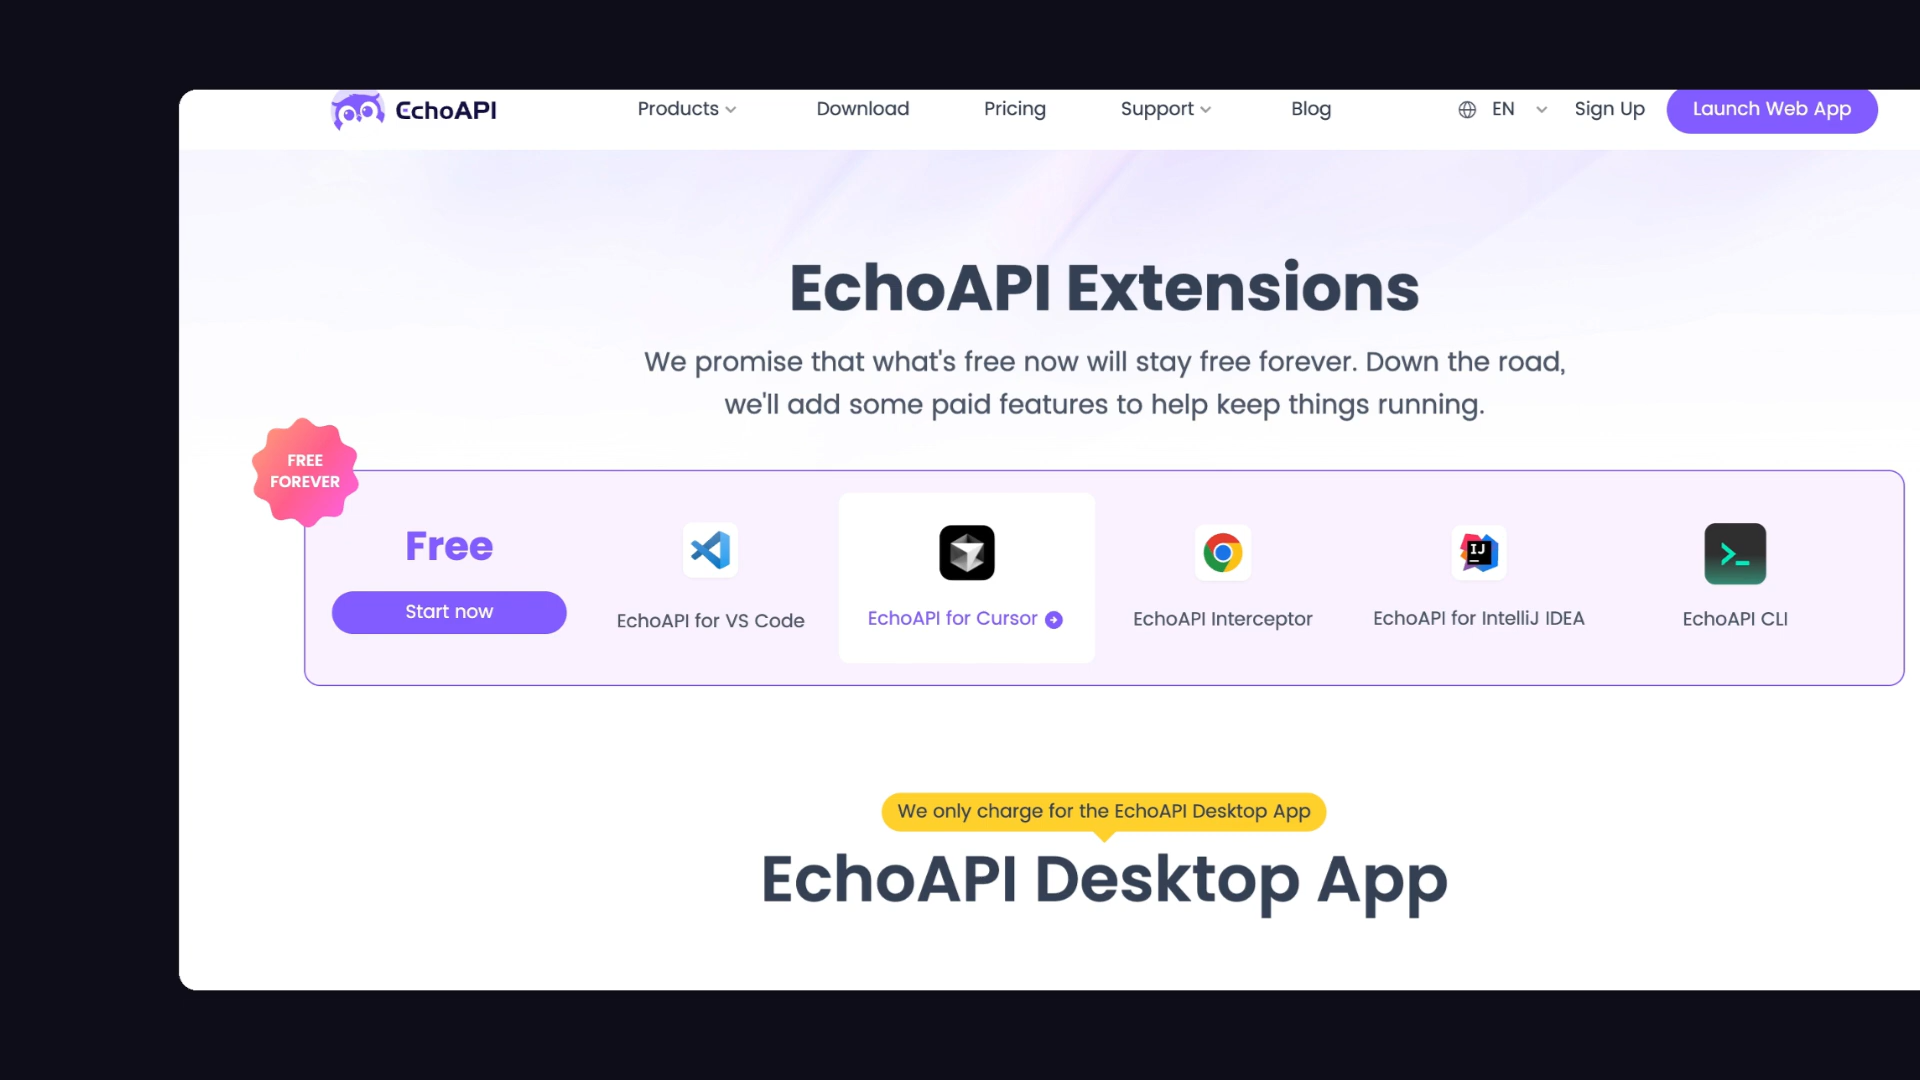 EchoAPI
Products
Download
Pricing
Support
Blog
EN
Sign Up
Launch Web App
EchoAPI Extensions
We promise that what's free now will stay free forever. Down the road,
we'll add some paid features to help keep things running.
FREE
FOREVER
Free
Start now
EchoAPI for VS Code
EchoAPI for Cursor
EchoAPI Interceptor
IJ
EchoAPI for IntelliJ IDEA
EchoAPI CLI
We only charge for the EchoAPI Desktop App
EchoAPI Desktop App